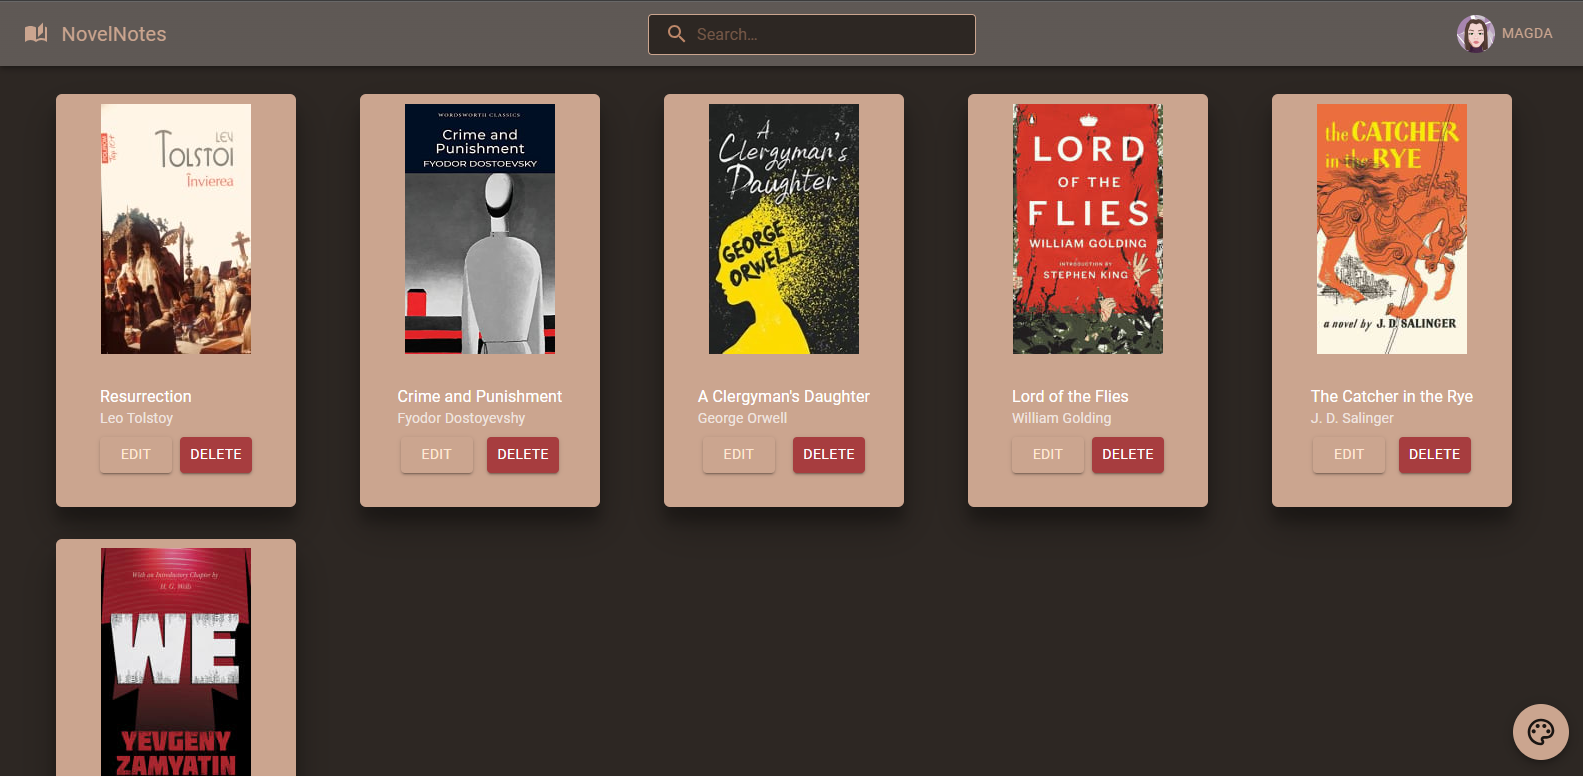 NovelNotes
Search...
MAGDA
LEV
TOLSTOI
Învierea
Resurrection
Leo Tolstoy
EDIT
DELETE
WORDSWORTH CLASSICS
Crime and
Punishment
FYODOR DOSTOEVSKY
Crime and Punishment
Fyodor Dostoyevshy
EDIT
DELETE
A
Clergyman's
Daughter
GEORGE
ORWELL
A Clergyman's Daughter
George Orwell
EDIT
DELETE
LORD
OF THE
FLIES
WILLIAM GOLDING
INTRODUCTION BY
STEPHEN KING
Lord of the Flies
William Golding
EDIT
DELETE
the CATCHER
in the RYE
a novel by J. D. SALINGER
The Catcher in the Rye
J. D. Salinger
EDIT
DELETE
With an Introductory Chapter by
H. G. Wells
WE
YEVGENY
ZAMYATIN